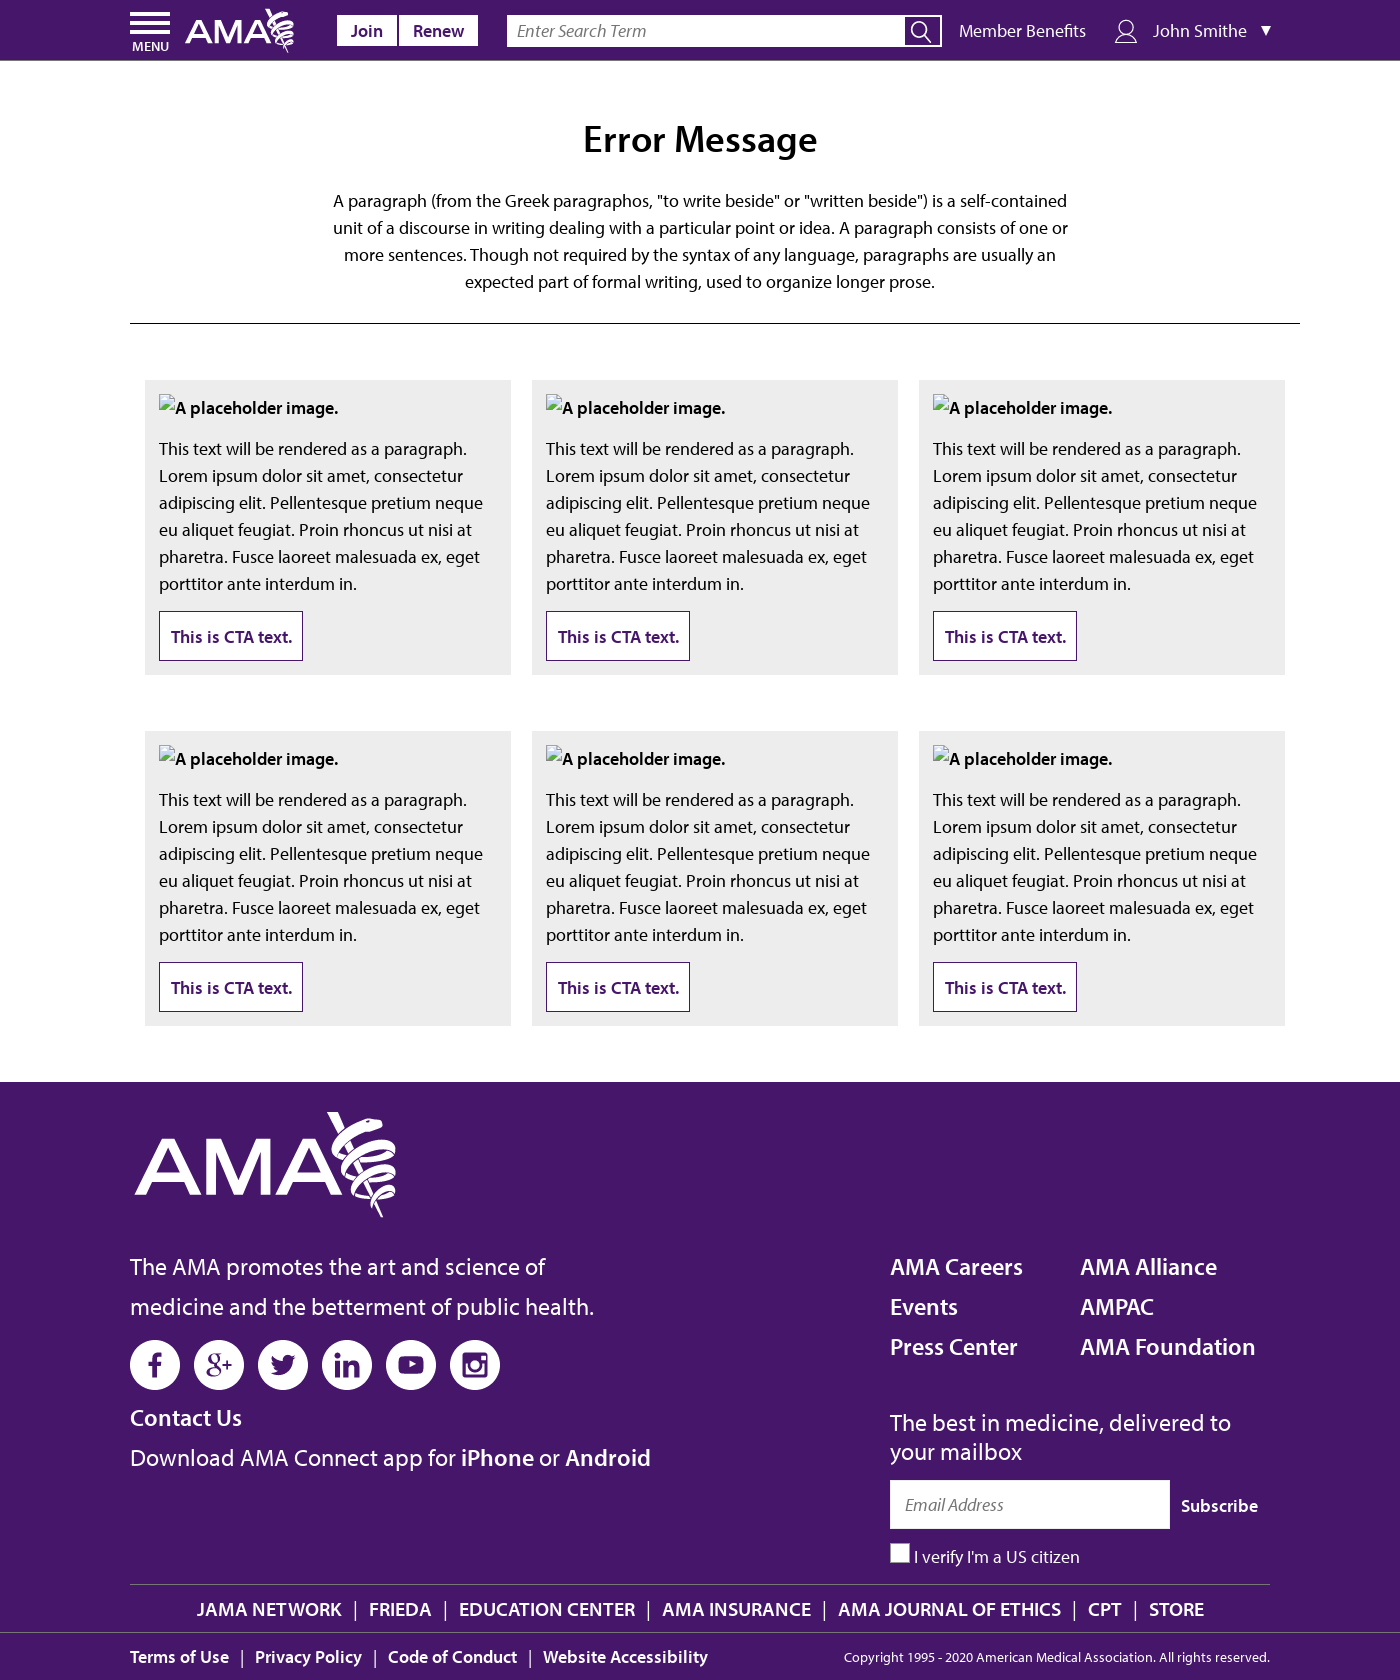 MENU
AMA
Join
Renew
Enter Search Term
Member Benefits
John Smithe ▼
Error Message
A paragraph (from the Greek paragraphos, "to write beside" or "written beside") is a self-contained
unit of a discourse in writing dealing with a particular point or idea. A paragraph consists of one or
more sentences. Though not required by the syntax of any language, paragraphs are usually an
expected part of formal writing, used to organize longer prose.
A placeholder image.
This text will be rendered as a paragraph.
Lorem ipsum dolor sit amet, consectetur
adipiscing elit. Pellentesque pretium neque
eu aliquet feugiat. Proin rhoncus ut nisi at
pharetra. Fusce laoreet malesuada ex, eget
porttitor ante interdum in.
This is CTA text.
A placeholder image.
This text will be rendered as a paragraph.
Lorem ipsum dolor sit amet, consectetur
adipiscing elit. Pellentesque pretium neque
eu aliquet feugiat. Proin rhoncus ut nisi at
pharetra. Fusce laoreet malesuada ex, eget
porttitor ante interdum in.
This is CTA text.
A placeholder image.
This text will be rendered as a paragraph.
Lorem ipsum dolor sit amet, consectetur
adipiscing elit. Pellentesque pretium neque
eu aliquet feugiat. Proin rhoncus ut nisi at
pharetra. Fusce laoreet malesuada ex, eget
porttitor ante interdum in.
This is CTA text.
A placeholder image.
This text will be rendered as a paragraph.
Lorem ipsum dolor sit amet, consectetur
adipiscing elit. Pellentesque pretium neque
eu aliquet feugiat. Proin rhoncus ut nisi at
pharetra. Fusce laoreet malesuada ex, eget
porttitor ante interdum in.
This is CTA text.
A placeholder image.
This text will be rendered as a paragraph.
Lorem ipsum dolor sit amet, consectetur
adipiscing elit. Pellentesque pretium neque
eu aliquet feugiat. Proin rhoncus ut nisi at
pharetra. Fusce laoreet malesuada ex, eget
porttitor ante interdum in.
This is CTA text.
A placeholder image.
This text will be rendered as a paragraph.
Lorem ipsum dolor sit amet, consectetur
adipiscing elit. Pellentesque pretium neque
eu aliquet feugiat. Proin rhoncus ut nisi at
pharetra. Fusce laoreet malesuada ex, eget
porttitor ante interdum in.
This is CTA text.
AMA
The AMA promotes the art and science of
medicine and the betterment of public health.
f
g+
in
Contact Us
Download AMA Connect app for iPhone or Android
AMA Careers
Events
Press Center
AMA Alliance
AMPAC
AMA Foundation
The best in medicine, delivered to
your mailbox
Email Address
Subscribe
I verify I'm a US citizen
JAMA NETWORK | FRIEDA | EDUCATION CENTER | AMA INSURANCE | AMA JOURNAL OF ETHICS | CPT | STORE
Terms of Use | Privacy Policy | Code of Conduct | Website Accessibility
Copyright 1995 - 2020 American Medical Association. All rights reserved.